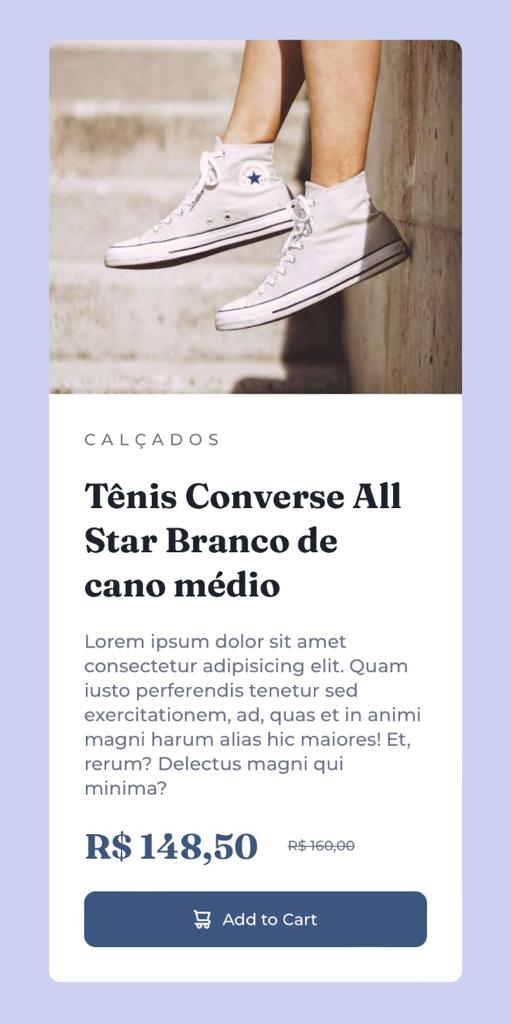 CALÇADOS
Tênis Converse All
Star Branco de
cano médio
Lorem ipsum dolor sit amet
consectetur adipisicing elit. Quam
iusto perferendis tenetur sed
exercitationem, ad, quas et in animi
magni harum alias hic maiores! Et,
rerum? Delectus magni qui
minima?
R$ 148,50 R$ 160,00
Add to Cart